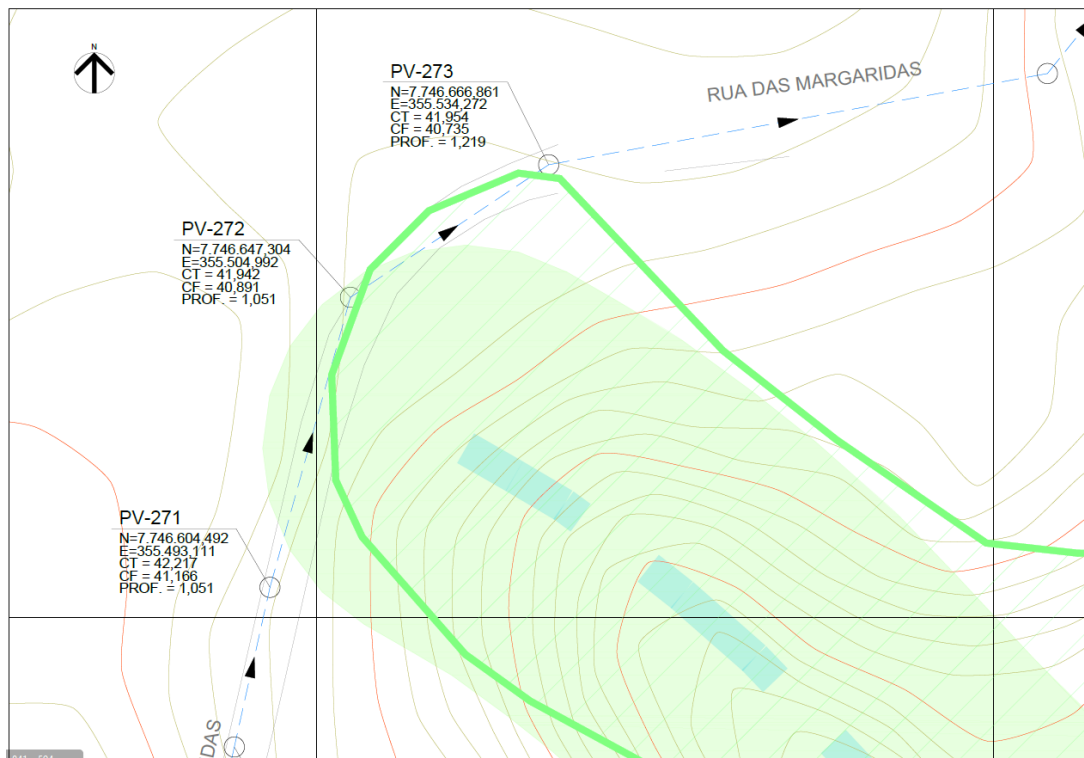 N
PV-273
N=7.746.666,861
E=355.534,272
CT = 41,954
CF = 40,735
PROF. = 1,219
RUA DAS MARGARIDAS
PV-272
N=7.746.647,304
E=355.504,992
CT = 41,942
CF = 40,891
PROF. = 1,051
PV-271
N=7.746.604,492
E=355.493,111
CT = 42,217
CF = 41,166
PROF. = 1,051
DAS